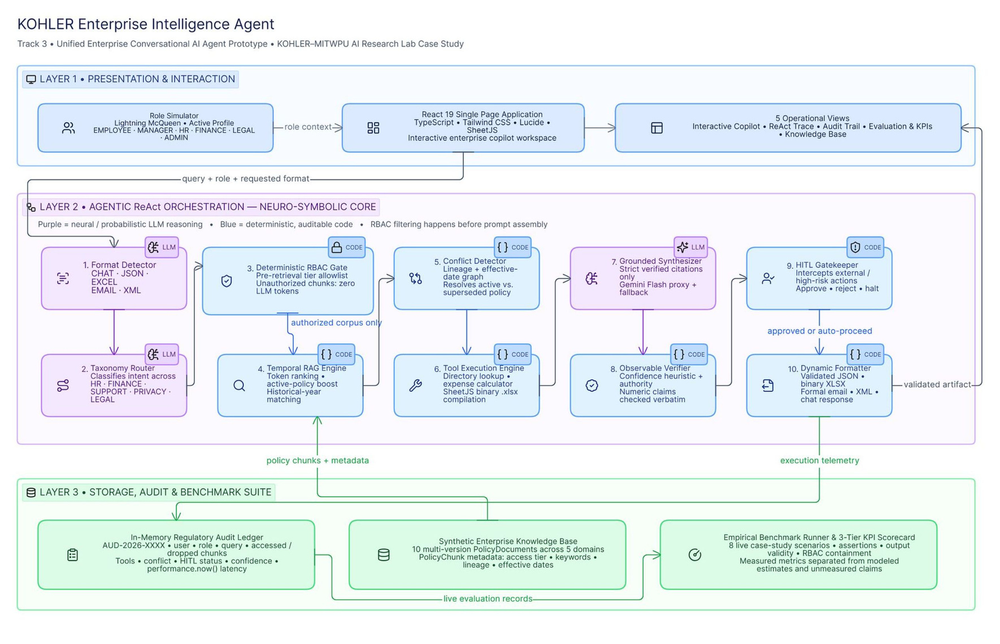 KOHLER Enterprise Intelligence Agent
Track 3 • Unified Enterprise Conversational AI Agent Prototype • KOHLER–MITWPU AI Research Lab Case Study
LAYER 1 • PRESENTATION & INTERACTION
Role Simulator
Lightning McQueen • Active Profile
EMPLOYEE · MANAGER · HR · FINANCE · LEGAL
· ADMIN
role context
React 19 Single Page Application
TypeScript • Tailwind CSS • Lucide •
SheetJS
Interactive enterprise copilot workspace
5 Operational Views
Interactive Copilot • ReAct Trace • Audit Trail • Evaluation & KPIs
• Knowledge Base
query + role + requested format
LAYER 2 • AGENTIC ReAct ORCHESTRATION — NEURO-SYMBOLIC CORE
Purple = neural / probabilistic LLM reasoning • Blue = deterministic, auditable code • RBAC filtering happens before prompt assembly
LLM
1. Format Detector
CHAT · JSON ·
EXCEL
EMAIL · XML
CODE
3. Deterministic RBAC Gate
Pre-retrieval tier allowlist
Unauthorized chunks: zero
LLM tokens
CODE
5. Conflict Detector
Lineage + effective-
date graph
Resolves active vs.
superseded policy
LLM
7. Grounded Synthesizer
Strict verified citations
only
Gemini Flash proxy +
fallback
CODE
9. HITL Gatekeeper
Intercepts external /
high-risk actions
Approve • reject • halt
authorized corpus only
approved or auto-proceed
LLM
2. Taxonomy Router
Classifies intent across
HR · FINANCE ·
SUPPORT · PRIVACY ·
LEGAL
CODE
4. Temporal RAG Engine
Token ranking •
active-policy boost
Historical-year
matching
CODE
6. Tool Execution Engine
Directory lookup •
expense calculator
SheetJS binary .xlsx
compilation
CODE
8. Observable Verifier
Confidence heuristic +
authority
Numeric claims
checked verbatim
CODE
10. Dynamic Formatter
Validated JSON •
binary XLSX
Formal email • XML •
chat response
validated artifact
policy chunks + metadata
execution telemetry
LAYER 3 • STORAGE, AUDIT & BENCHMARK SUITE
In-Memory Regulatory Audit Ledger
AUD-2026-XXXX • user • role • query • accessed /
dropped chunks
Tools • conflict • HITL status • confidence •
performance.now() latency
Synthetic Enterprise Knowledge Base
10 multi-version PolicyDocuments across 5 domains
PolicyChunk metadata: access tier • keywords •
lineage • effective dates
Empirical Benchmark Runner & 3-Tier KPI Scorecard
8 live case-study scenarios • assertions • output
validity • RBAC containment
Measured metrics separated from modeled
estimates and unmeasured claims
live evaluation records